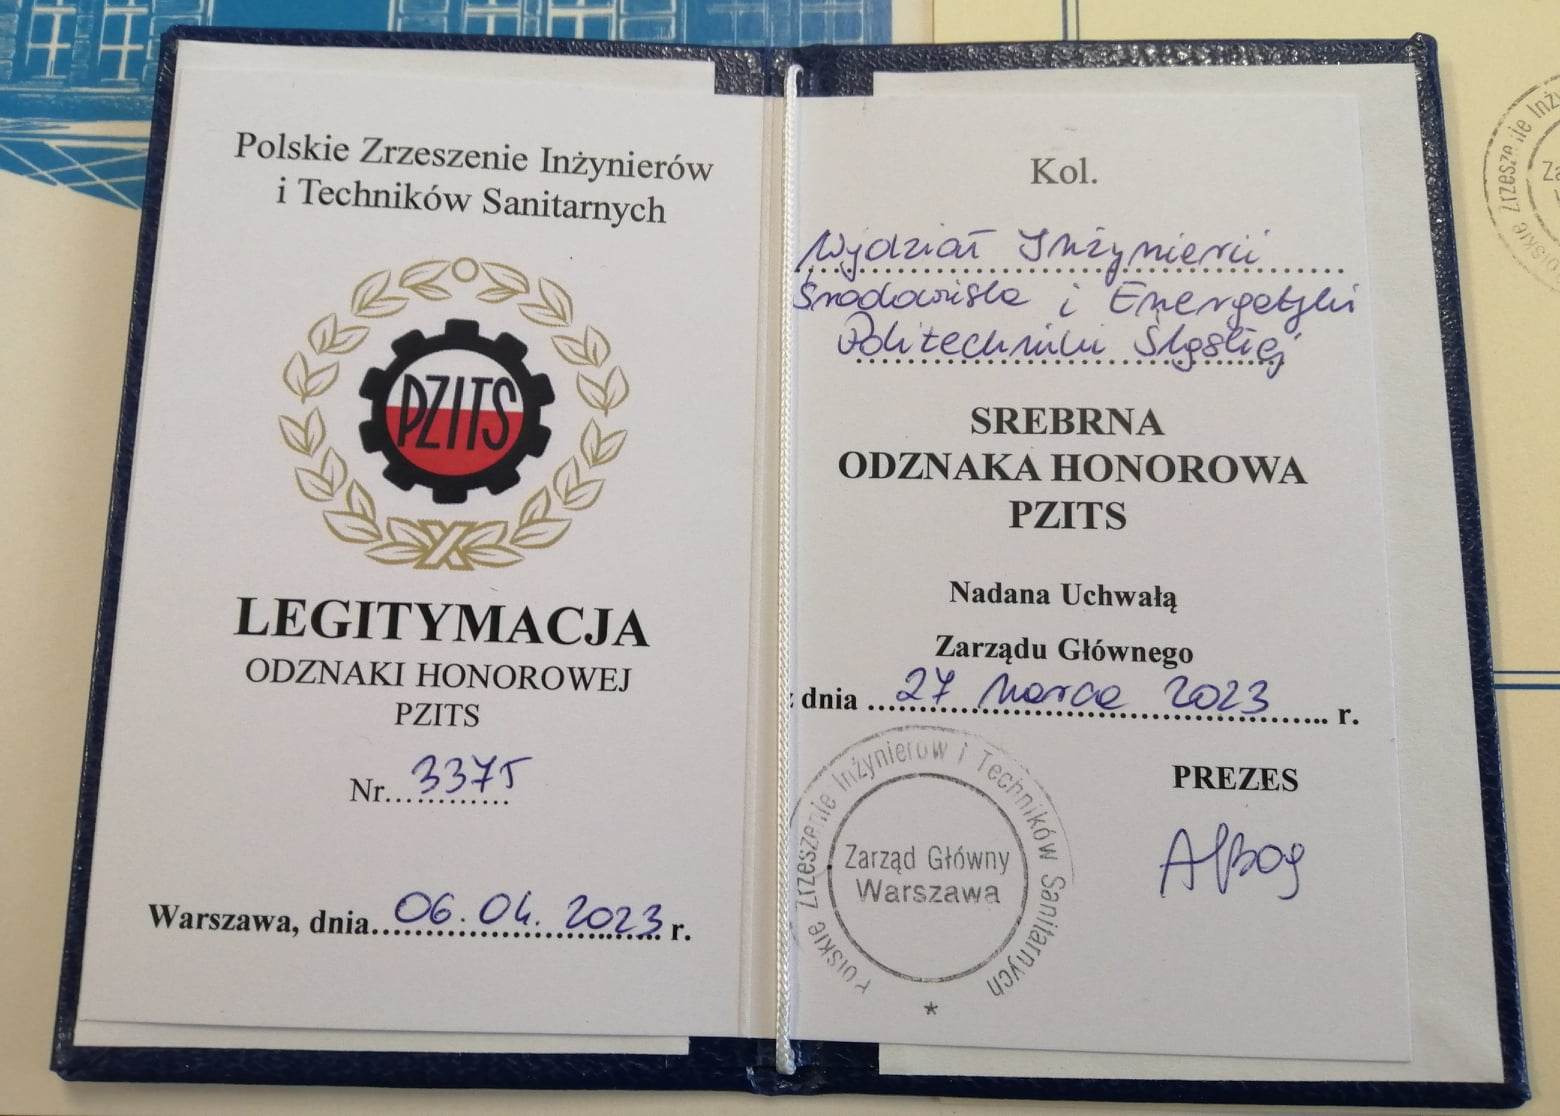 Polskie Zrzeszenie Inżynierów
i Techników Sanitarnych
PZITS
LEGITYMACJA
ODZNAKI HONOROWEJ
PZITS
Nr. 3375
Warszawa, dnia 06.04.2023 r.
Kol.
Wydział Inżynierii
Środowiska i Energetyki
Politechniki Śląskiej
SREBRNA
ODZNAKA HONOROWA
PZITS
Nadana Uchwałą
Zarządu Głównego
z dnia 27 marca 2023 r.
PREZES
Polskie Zrzeszenie Inżynierów i Techników Sanitarnych
Zarząd Główny
Warszawa
*